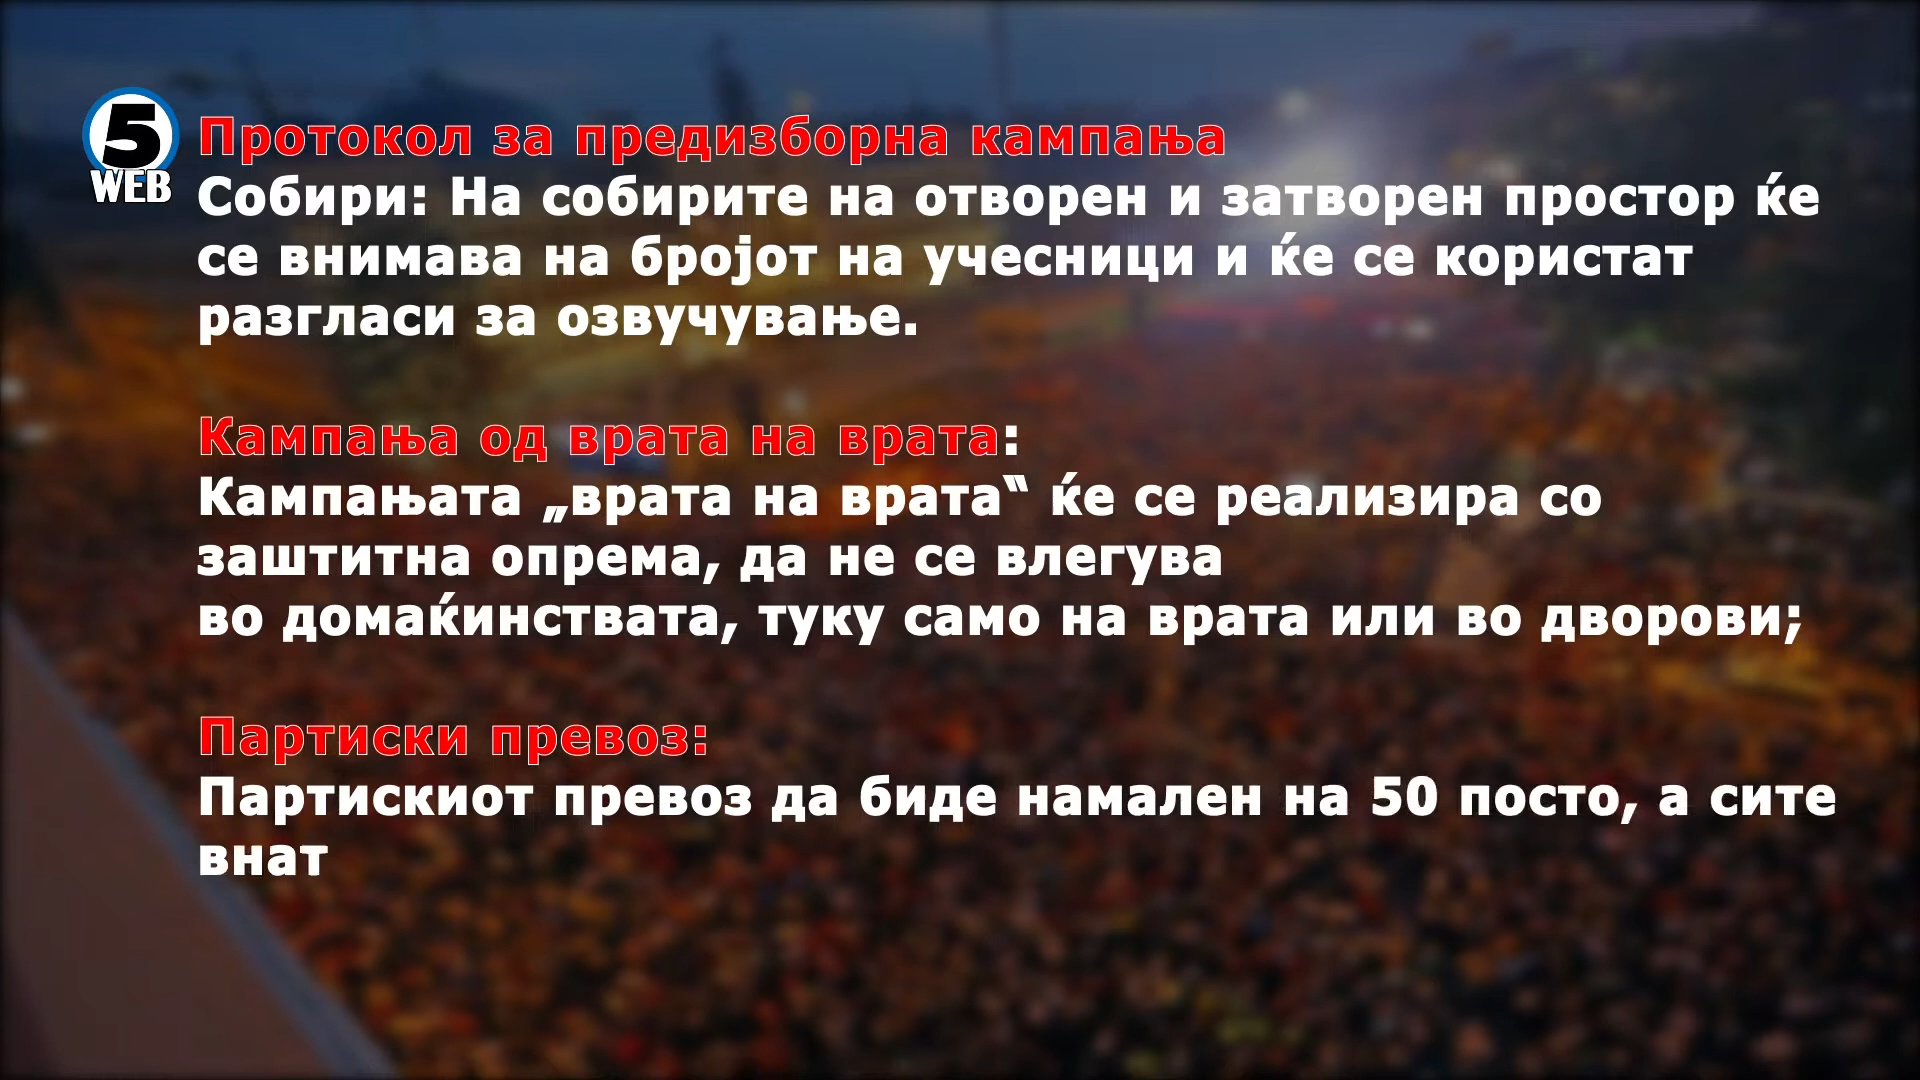 5
WEB
Протокол за предизборна кампања
Собири: На собирите на отворен и затворен простор ќе
се внимава на бројот на учесници и ќе се користат
разгласи за озвучување.
Кампања од врата на врата:
Кампањата „врата на врата‟ ќе се реализира со
заштитна опрема, да не се влегува
во домаќинствата, туку само на врата или во дворови;
Партиски превоз:
Партискиот превоз да биде намален на 50 посто, а сите
внат